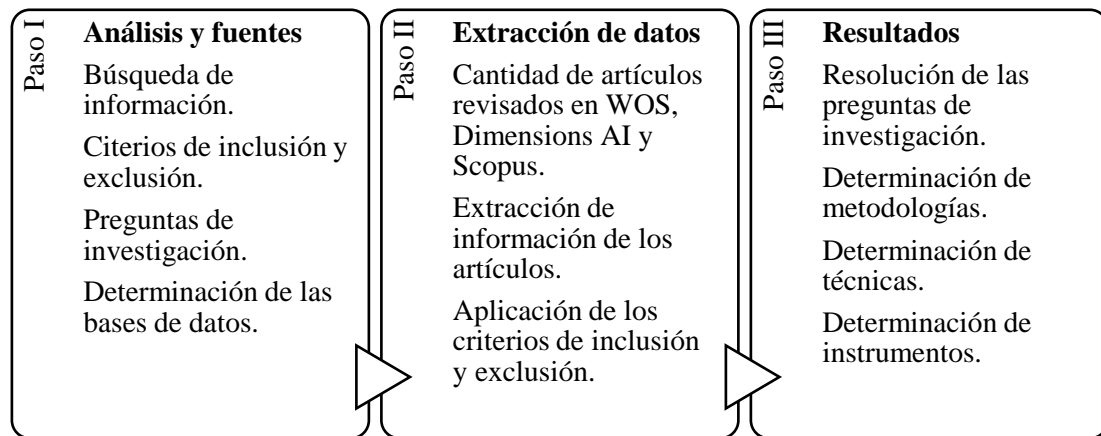 Paso I
Análisis y fuentes
Búsqueda de
información.
Citerios de inclusión y
exclusión.
Preguntas de
investigación.
Determinación de las
bases de datos.
Paso II
Extracción de datos
Cantidad de artículos
revisados en WOS,
Dimensions AI y
Scopus.
Extracción de
información de los
artículos.
Aplicación de los
criterios de inclusión
y exclusión.
Paso III
Resultados
Resolución de las
preguntas de
investigación.
Determinación de
metodologías.
Determinación de
técnicas.
Determinación de
instrumentos.